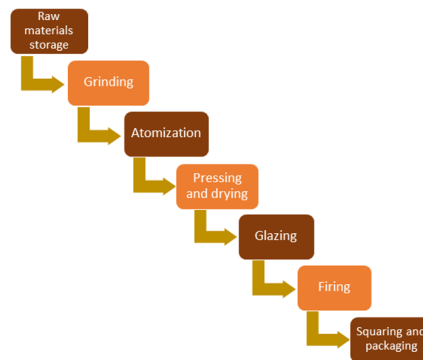 Raw
materials
storage
Grinding
Atomization
Pressing
and drying
Glazing
Firing
Squaring and
packaging